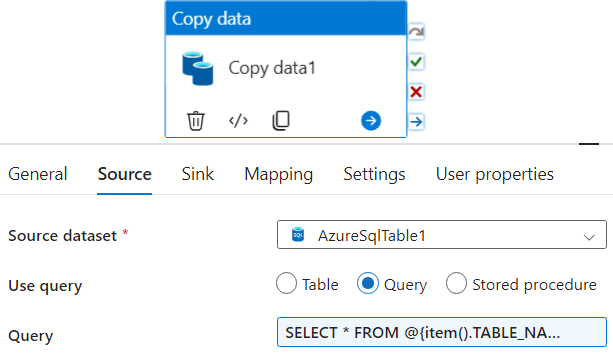 Copy data
Copy data1
General Source Sink Mapping Settings User properties
Source dataset * AzureSqlTable1
Use query Table Query Stored procedure
Query SELECT * FROM @{item().TABLE_NA...